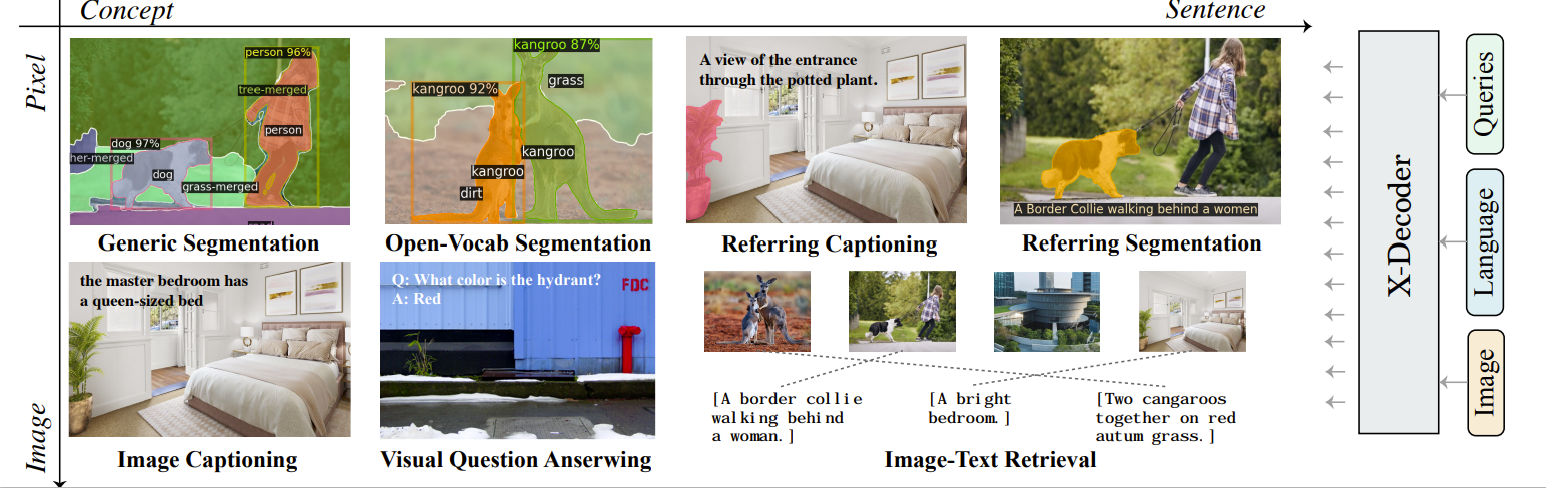 Concept
Sentence
Pixel
person 96%
tree-merged
person
dog 97%
her-merged
dog
grass-merged
Generic Segmentation
kangroo 87%
kangroo 92%
grass
kangroo
kangroo
dirt
Open-Vocab Segmentation
A view of the entrance
through the potted plant.
Referring Captioning
A Border Collie walking behind a women
Referring Segmentation
Image
the master bedroom has
a queen-sized bed
Image Captioning
Q: What color is the hydrant?
A: Red
FDC
Visual Question Anserwing
[A border collie
walking behind
a woman.]
[A bright
bedroom.]
[Two cangaroos
together on red
autum grass.]
Image-Text Retrieval
X-Decoder
Queries
Language
Image